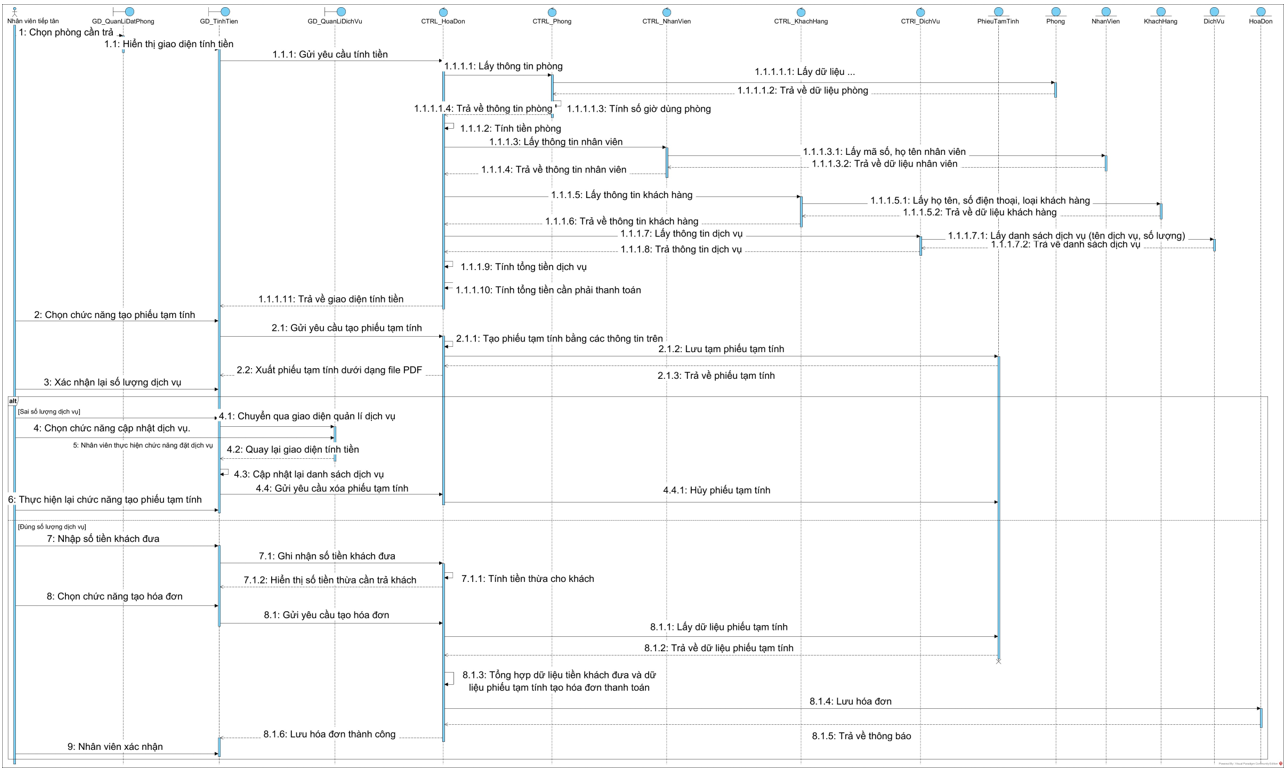 Nhân viên tiếp tân
GD_QuanLiDatPhong
GD_TinhTien
GD_QuanLiDichVu
CTRL_HoaDon
CTRL_Phong
CTRL_NhanVien
CTRL_KhachHang
CTRl_DichVu
PhieuTamTinh
Phong
NhanVien
KhachHang
DichVu
HoaDon
1: Chọn phòng cần trả
1.1: Hiển thị giao diện tính tiền
1.1.1: Gửi yêu cầu tính tiền
1.1.1.1: Lấy thông tin phòng
1.1.1.1.1: Lấy dữ liệu ...
1.1.1.1.2: Trả về dữ liệu phòng
1.1.1.1.4: Trả về thông tin phòng
1.1.1.1.3: Tính số giờ dùng phòng
1.1.1.2: Tính tiền phòng
1.1.1.3: Lấy thông tin nhân viên
1.1.1.3.1: Lấy mã số, họ tên nhân viên
1.1.1.3.2: Trả về dữ liệu nhân viên
1.1.1.4: Trả về thông tin nhân viên
1.1.1.5: Lấy thông tin khách hàng
1.1.1.5.1: Lấy họ tên, số điện thoại, loại khách hàng
1.1.1.5.2: Trả về dữ liệu khách hàng
1.1.1.6: Trả về thông tin khách hàng
1.1.1.7: Lấy thông tin dịch vụ
1.1.1.7.1: Lấy danh sách dịch vụ (tên dịch vụ, số lượng)
1.1.1.7.2: Trả về danh sách dịch vụ
1.1.1.8: Trả thông tin dịch vụ
1.1.1.9: Tính tổng tiền dịch vụ
1.1.1.10: Tính tổng tiền cần phải thanh toán
1.1.1.11: Trả về giao diện tính tiền
2: Chọn chức năng tạo phiếu tạm tính
2.1: Gửi yêu cầu tạo phiếu tạm tính
2.1.1: Tạo phiếu tạm tính bằng các thông tin trên
2.1.2: Lưu tạm phiếu tạm tính
2.2: Xuất phiếu tạm tính dưới dạng file PDF
2.1.3: Trả về phiếu tạm tính
3: Xác nhận lại số lượng dịch vụ
alt
[Sai số lượng dịch vụ]
4.1: Chuyển qua giao diện quản lí dịch vụ
4: Chọn chức năng cập nhật dịch vụ.
5: Nhân viên thực hiện chức năng đặt dịch vụ
4.2: Quay lại giao diện tính tiền
4.3: Cập nhật lại danh sách dịch vụ
4.4: Gửi yêu cầu xóa phiếu tạm tính
4.4.1: Hủy phiếu tạm tính
6: Thực hiện lại chức năng tạo phiếu tạm tính
[Đúng số lượng dịch vụ]
7: Nhập số tiền khách đưa
7.1: Ghi nhận số tiền khách đưa
7.1.1: Tính tiền thừa cho khách
7.1.2: Hiển thị số tiền thừa cần trả khách
8: Chọn chức năng tạo hóa đơn
8.1: Gửi yêu cầu tạo hóa đơn
8.1.1: Lấy dữ liệu phiếu tạm tính
8.1.2: Trả về dữ liệu phiếu tạm tính
8.1.3: Tổng hợp dữ liệu tiền khách đưa và dữ
liệu phiếu tạm tính tạo hóa đơn thanh toán
8.1.4: Lưu hóa đơn
8.1.6: Lưu hóa đơn thành công
8.1.5: Trả về thông báo
9: Nhân viên xác nhận